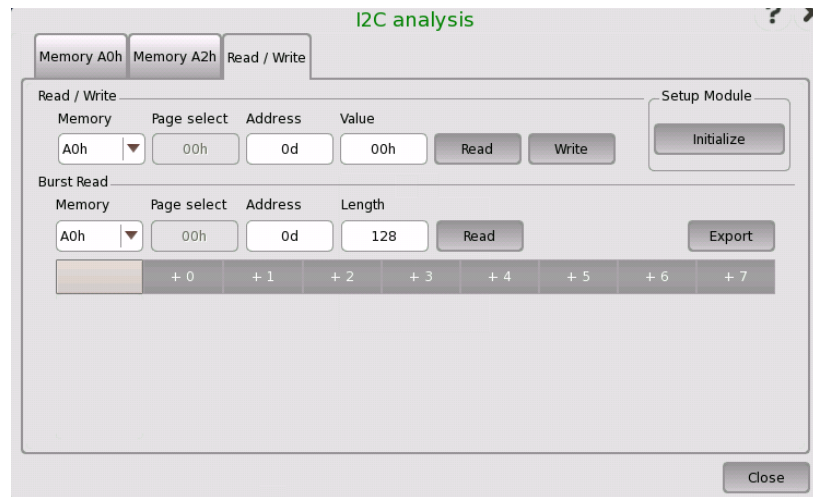 I2C analysis
?
Memory A0h Memory A2h Read / Write
Read / Write
Setup Module
Memory Page select Address Value
A0h 00h 0d 00h Read Write Initialize
Burst Read
Memory Page select Address Length
A0h 00h 0d 128 Read Export
+ 0 + 1 + 2 + 3 + 4 + 5 + 6 + 7
Close